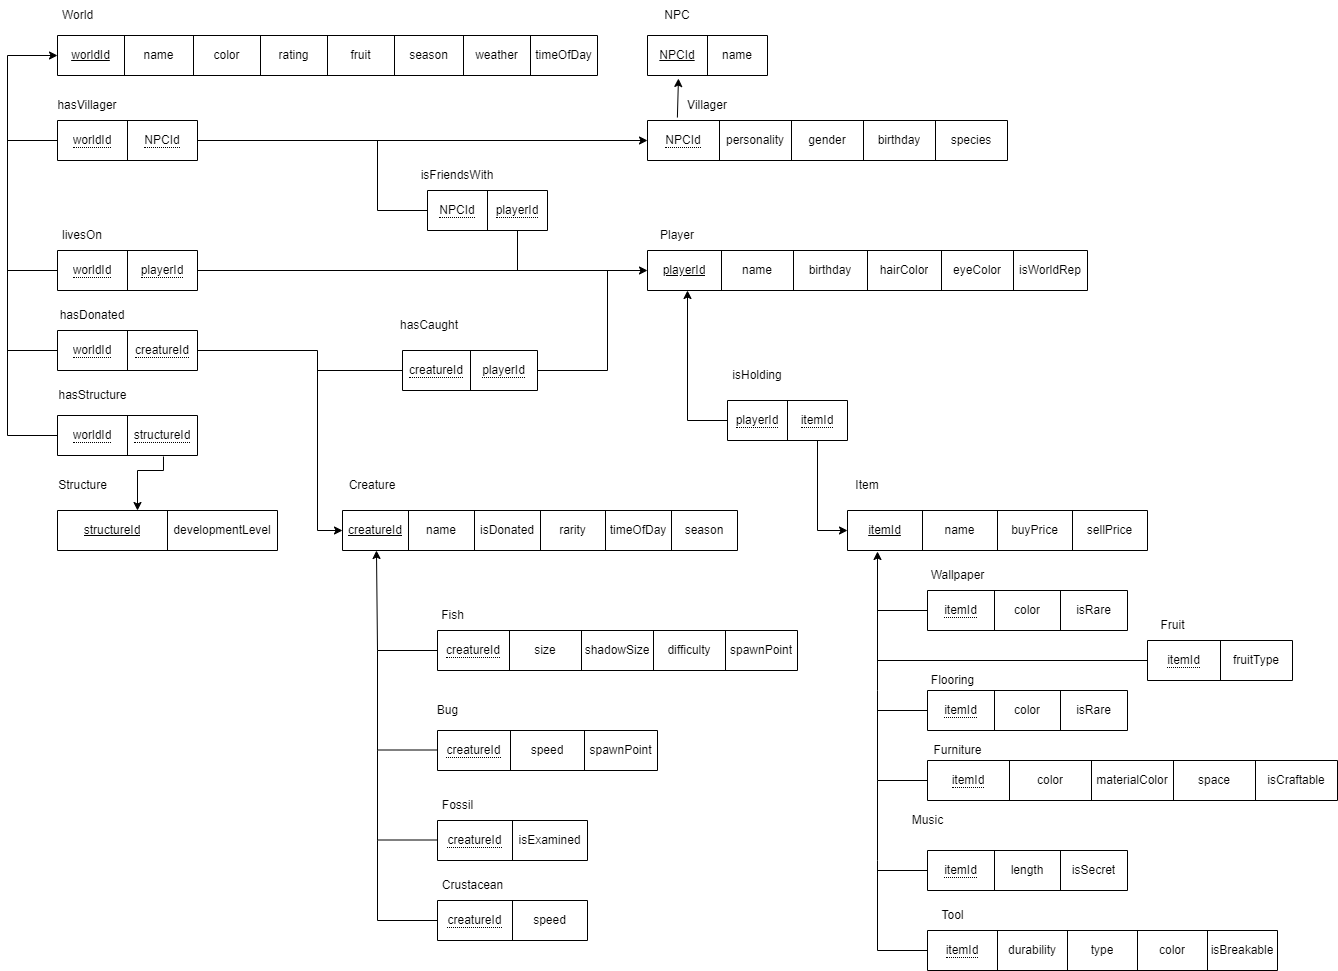 World
worldId name color rating fruit season weather timeOfDay
NPC
NPCId name
hasVillager
worldId NPCId
Villager
NPCId personality gender birthday species
isFriendsWith
NPCId playerId
livesOn
worldId playerId
Player
playerId name birthday hairColor eyeColor isWorldRep
hasDonated
worldId creatureId
hasCaught
creatureId playerId
isHolding
playerId itemId
hasStructure
worldId structureId
Structure
structureId developmentLevel
Creature
creatureId name isDonated rarity timeOfDay season
Item
itemId name buyPrice sellPrice
Wallpaper
itemId color isRare
Fruit
itemId fruitType
Fish
creatureId size shadowSize difficulty spawnPoint
Flooring
itemId color isRare
Bug
creatureId speed spawnPoint
Furniture
itemId color materialColor space isCraftable
Fossil
creatureId isExamined
Music
itemId length isSecret
Crustacean
creatureId speed
Tool
itemId durability type color isBreakable